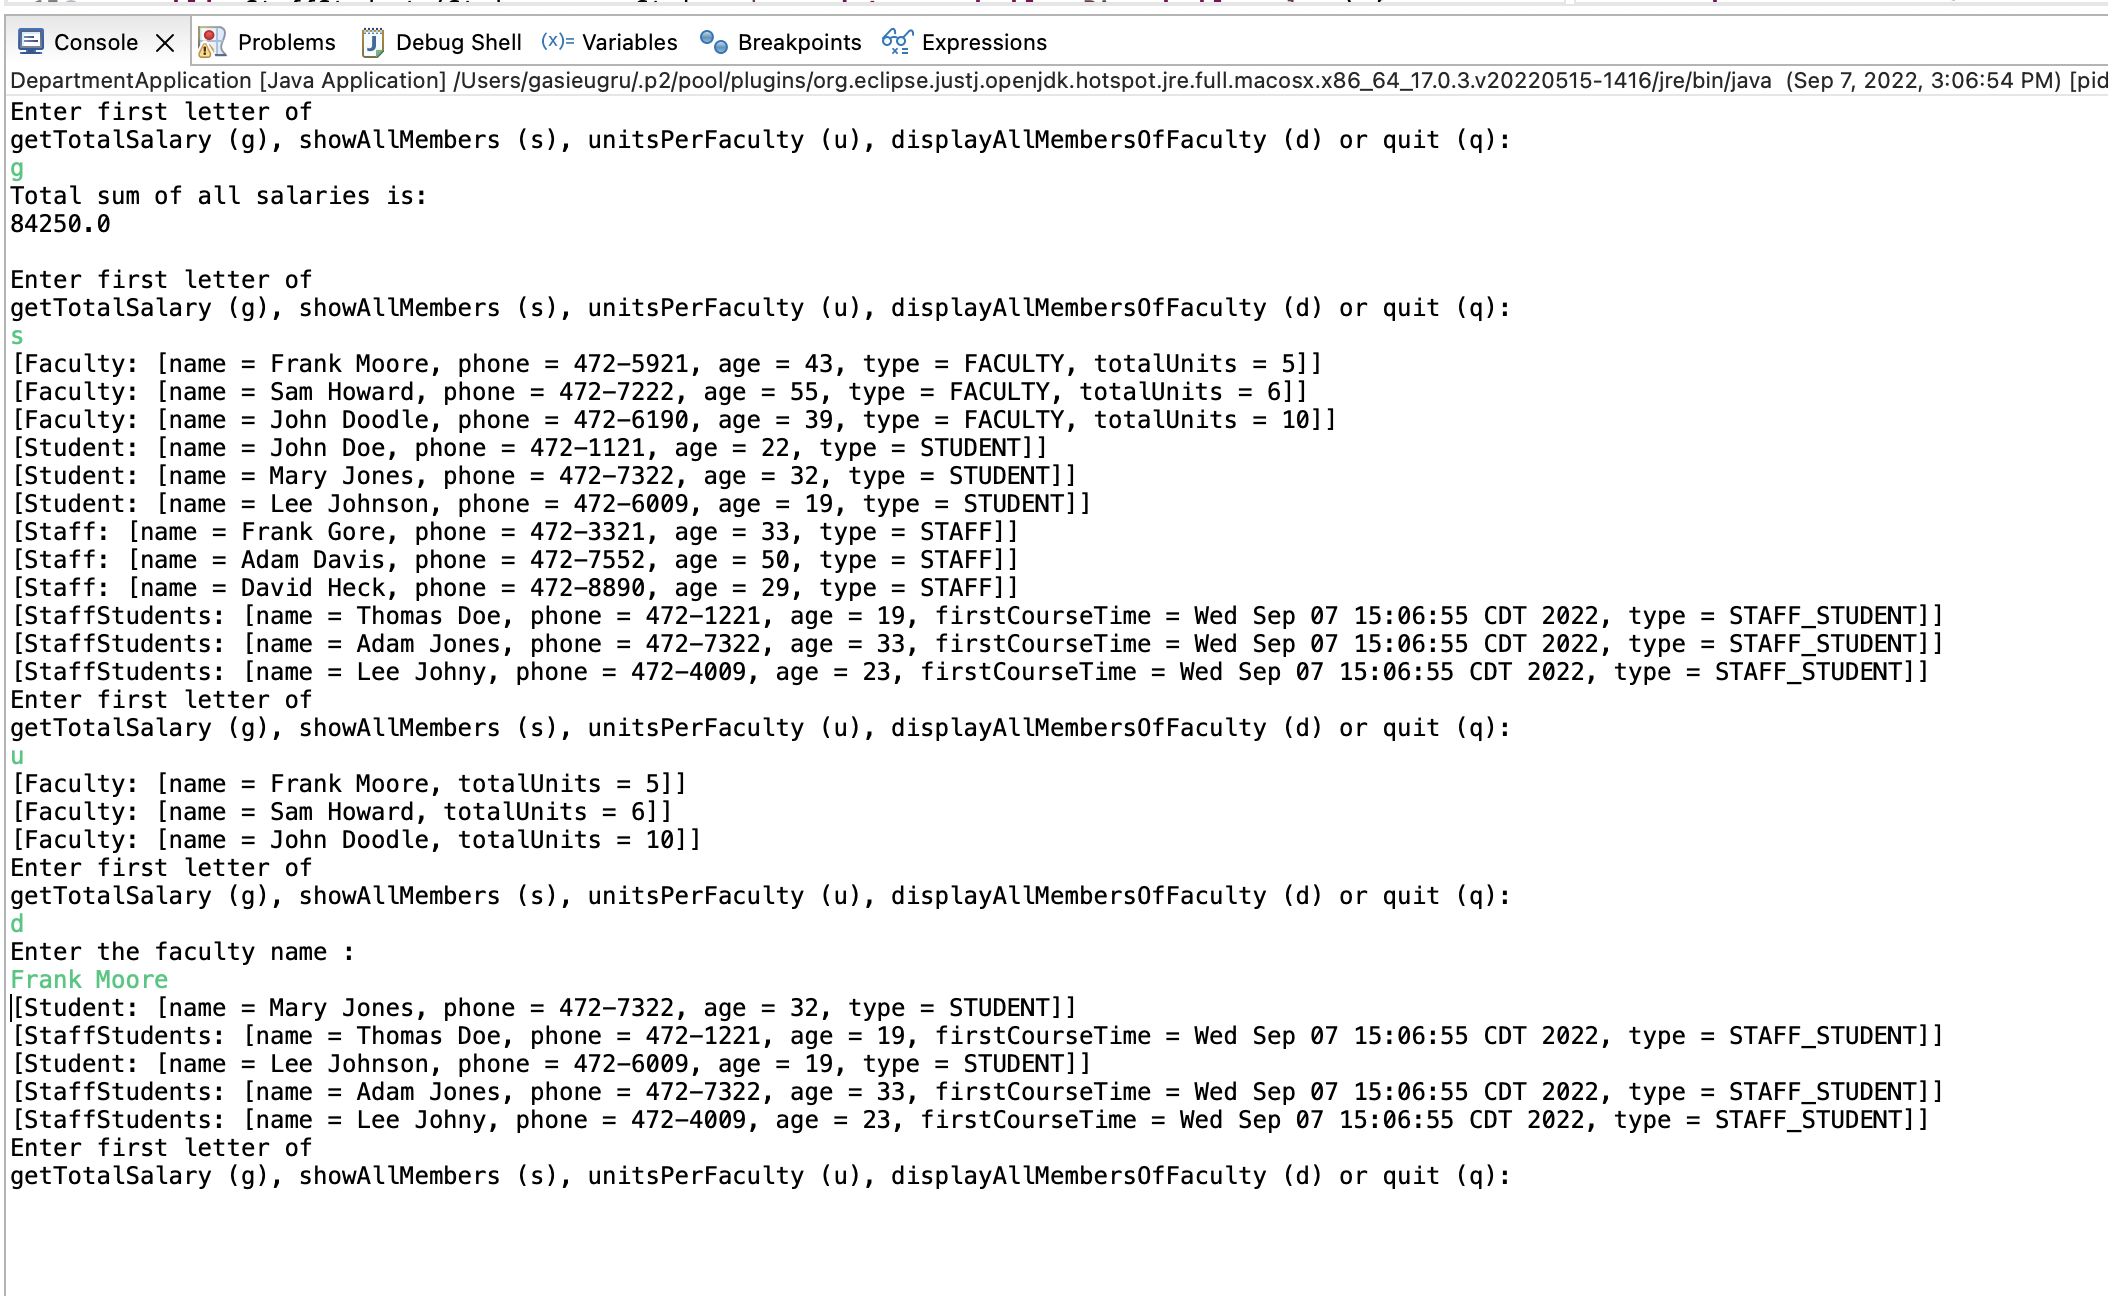 Console Problems Debug Shell (x)= Variables Breakpoints Expressions
DepartmentApplication [Java Application] /Users/gasieugru/.p2/pool/plugins/org.eclipse.justj.openjdk.hotspot.jre.full.macosx.x86_64_17.0.3.v20220515-1416/jre/bin/java (Sep 7, 2022, 3:06:54 PM) [pid
Enter first letter of
getTotalSalary (g), showAllMembers (s), unitsPerFaculty (u), displayAllMembersOfFaculty (d) or quit (q):
g
Total sum of all salaries is:
84250.0
Enter first letter of
getTotalSalary (g), showAllMembers (s), unitsPerFaculty (u), displayAllMembersOfFaculty (d) or quit (q):
s
[Faculty: [name = Frank Moore, phone = 472-5921, age = 43, type = FACULTY, totalUnits = 5]]
[Faculty: [name = Sam Howard, phone = 472-7222, age = 55, type = FACULTY, totalUnits = 6]]
[Faculty: [name = John Doodle, phone = 472-6190, age = 39, type = FACULTY, totalUnits = 10]]
[Student: [name = John Doe, phone = 472-1121, age = 22, type = STUDENT]]
[Student: [name = Mary Jones, phone = 472-7322, age = 32, type = STUDENT]]
[Student: [name = Lee Johnson, phone = 472-6009, age = 19, type = STUDENT]]
[Staff: [name = Frank Gore, phone = 472-3321, age = 33, type = STAFF]]
[Staff: [name = Adam Davis, phone = 472-7552, age = 50, type = STAFF]]
[Staff: [name = David Heck, phone = 472-8890, age = 29, type = STAFF]]
[StaffStudents: [name = Thomas Doe, phone = 472-1221, age = 19, firstCourseTime = Wed Sep 07 15:06:55 CDT 2022, type = STAFF_STUDENT]]
[StaffStudents: [name = Adam Jones, phone = 472-7322, age = 33, firstCourseTime = Wed Sep 07 15:06:55 CDT 2022, type = STAFF_STUDENT]]
[StaffStudents: [name = Lee Johny, phone = 472-4009, age = 23, firstCourseTime = Wed Sep 07 15:06:55 CDT 2022, type = STAFF_STUDENT]]
Enter first letter of
getTotalSalary (g), showAllMembers (s), unitsPerFaculty (u), displayAllMembersOfFaculty (d) or quit (q):
u
[Faculty: [name = Frank Moore, totalUnits = 5]]
[Faculty: [name = Sam Howard, totalUnits = 6]]
[Faculty: [name = John Doodle, totalUnits = 10]]
Enter first letter of
getTotalSalary (g), showAllMembers (s), unitsPerFaculty (u), displayAllMembersOfFaculty (d) or quit (q):
d
Enter the faculty name :
Frank Moore
[Student: [name = Mary Jones, phone = 472-7322, age = 32, type = STUDENT]]
[StaffStudents: [name = Thomas Doe, phone = 472-1221, age = 19, firstCourseTime = Wed Sep 07 15:06:55 CDT 2022, type = STAFF_STUDENT]]
[Student: [name = Lee Johnson, phone = 472-6009, age = 19, type = STUDENT]]
[StaffStudents: [name = Adam Jones, phone = 472-7322, age = 33, firstCourseTime = Wed Sep 07 15:06:55 CDT 2022, type = STAFF_STUDENT]]
[StaffStudents: [name = Lee Johny, phone = 472-4009, age = 23, firstCourseTime = Wed Sep 07 15:06:55 CDT 2022, type = STAFF_STUDENT]]
Enter first letter of
getTotalSalary (g), showAllMembers (s), unitsPerFaculty (u), displayAllMembersOfFaculty (d) or quit (q):